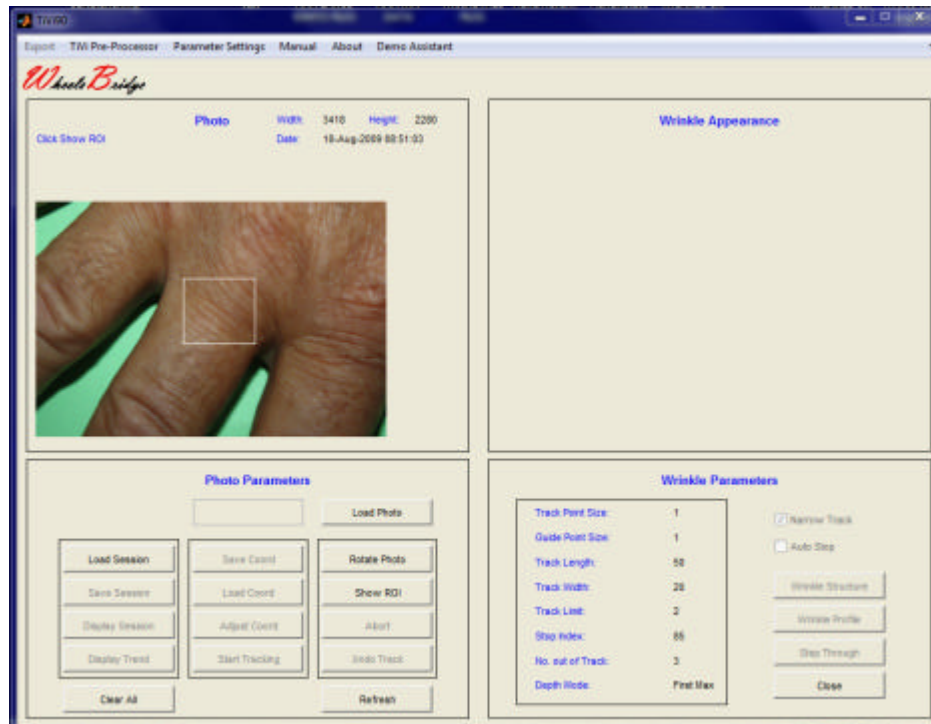 TiVi90
Export TiVi Pre-Processor Parameter Settings Manual About Demo Assistant
WheelsBridge
Photo Width: 3418 Height: 2280
Click Show ROI Date: 18-Aug-2009 08:51:03
Wrinkle Appearance
Photo Parameters
Load Photo
Load Session Save Coord Rotate Photo
Save Session Load Coord Show ROI
Display Session Adjust Coord Abort
Display Trend Start Tracking Undo Track
Clear All Refresh
Wrinkle Parameters
Track Point Size: 1
Guide Point Size: 1
Track Length: 50
Track Width: 20
Track Limit: 2
Stop Index: 85
No. out of Track: 3
Depth Mode: First Max
Narrow Track
Auto Step
Wrinkle Structure
Wrinkle Profile
Step Through
Close